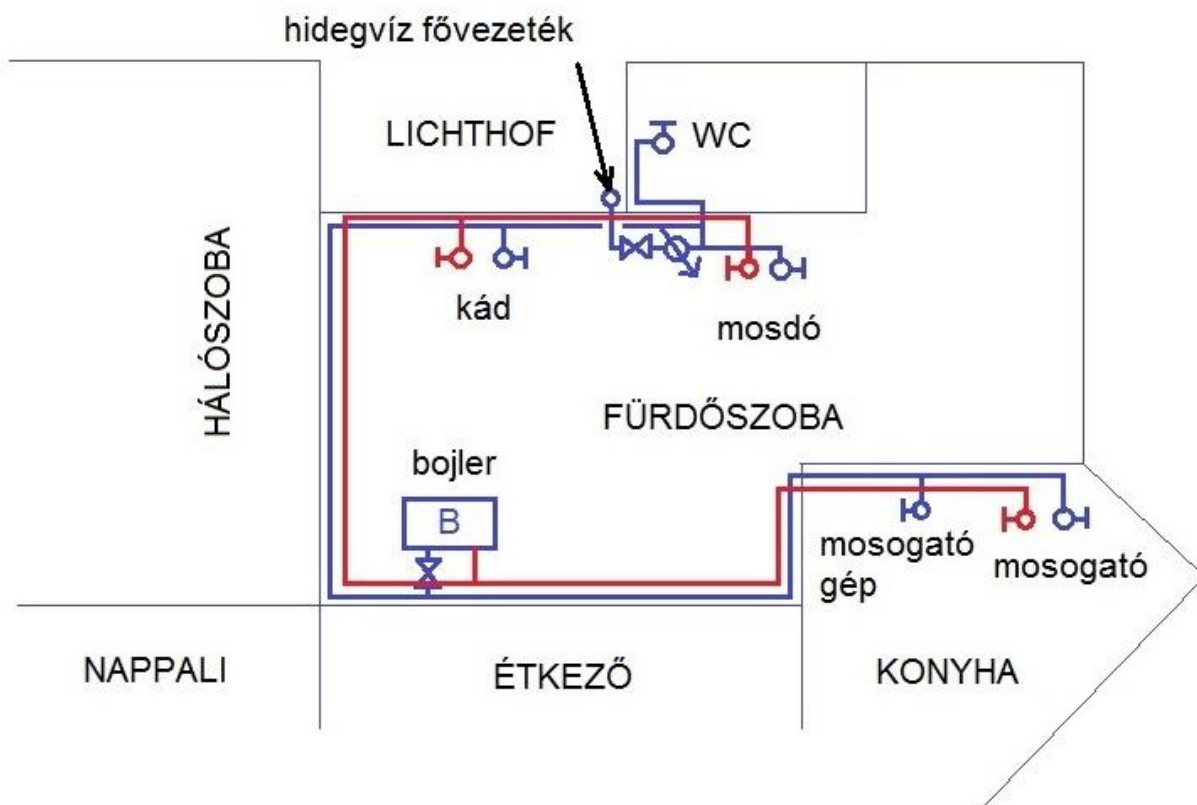 hidegvíz fővezeték
LICHTHOF
WC
HÁLÓSZOBA
kád
mosdó
FÜRDŐSZOBA
bojler
B
mosogató
gép
mosogató
NAPPALI
ÉTKEZŐ
KONYHA